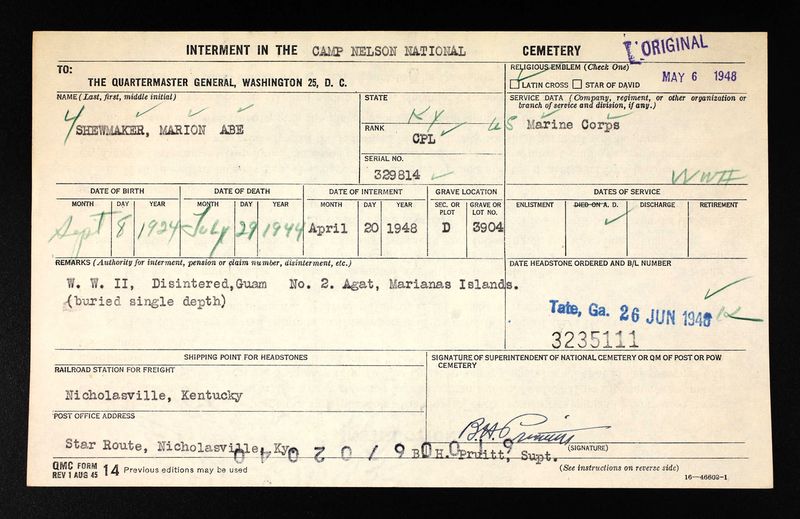 INTERMENT IN THE CAMP NELSON NATIONAL CEMETERY
ORIGINAL
TO:
THE QUARTERMASTER GENERAL, WASHINGTON 25, D. C.
RELIGIOUS EMBLEM (Check One)
LATIN CROSS STAR OF DAVID
MAY 6 1948
NAME (Last, first, middle initial)
SHEWMAKER, MARION ABE
STATE
KY
RANK
CPL
SERIAL NO.
329814
SERVICE DATA (Company, regiment, or other organization or
branch of service and division, if any.)
US Marine Corps
WWII
DATE OF BIRTH
MONTH DAY YEAR
Sept 8 1924
DATE OF DEATH
MONTH DAY YEAR
July 29 1944
DATE OF INTERMENT
MONTH DAY YEAR
April 20 1948
GRAVE LOCATION
SEC. OR PLOT
GRAVE OR LOT NO.
D 3904
DATES OF SERVICE
ENLISTMENT DIED ON A. D. DISCHARGE RETIREMENT
REMARKS (Authority for interment, pension or claim number, disinterment, etc.)
W. W. II, Disintered,Guam No. 2. Agat, Marianas Islands.
(buried single depth)
DATE HEADSTONE ORDERED AND B/L NUMBER
Tate, Ga. 26 JUN 1948
3235111
SHIPPING POINT FOR HEADSTONES
RAILROAD STATION FOR FREIGHT
Nicholasville, Kentucky
POST OFFICE ADDRESS
Star Route, Nicholasville, Ky.
SIGNATURE OF SUPERINTENDENT OF NATIONAL CEMETERY OR QM OF POST OR POW
CEMETERY
B.H. Pruitt
(SIGNATURE)
B. H. Pruitt, Supt.
QMC FORM
REV 1 AUG 45 14 Previous editions may be used
(See instructions on reverse side)
16—46602-1